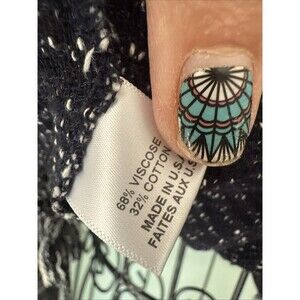 68% VISCOSE
32% COTTON
MADE IN U.S.A
FAITES AUX U.S